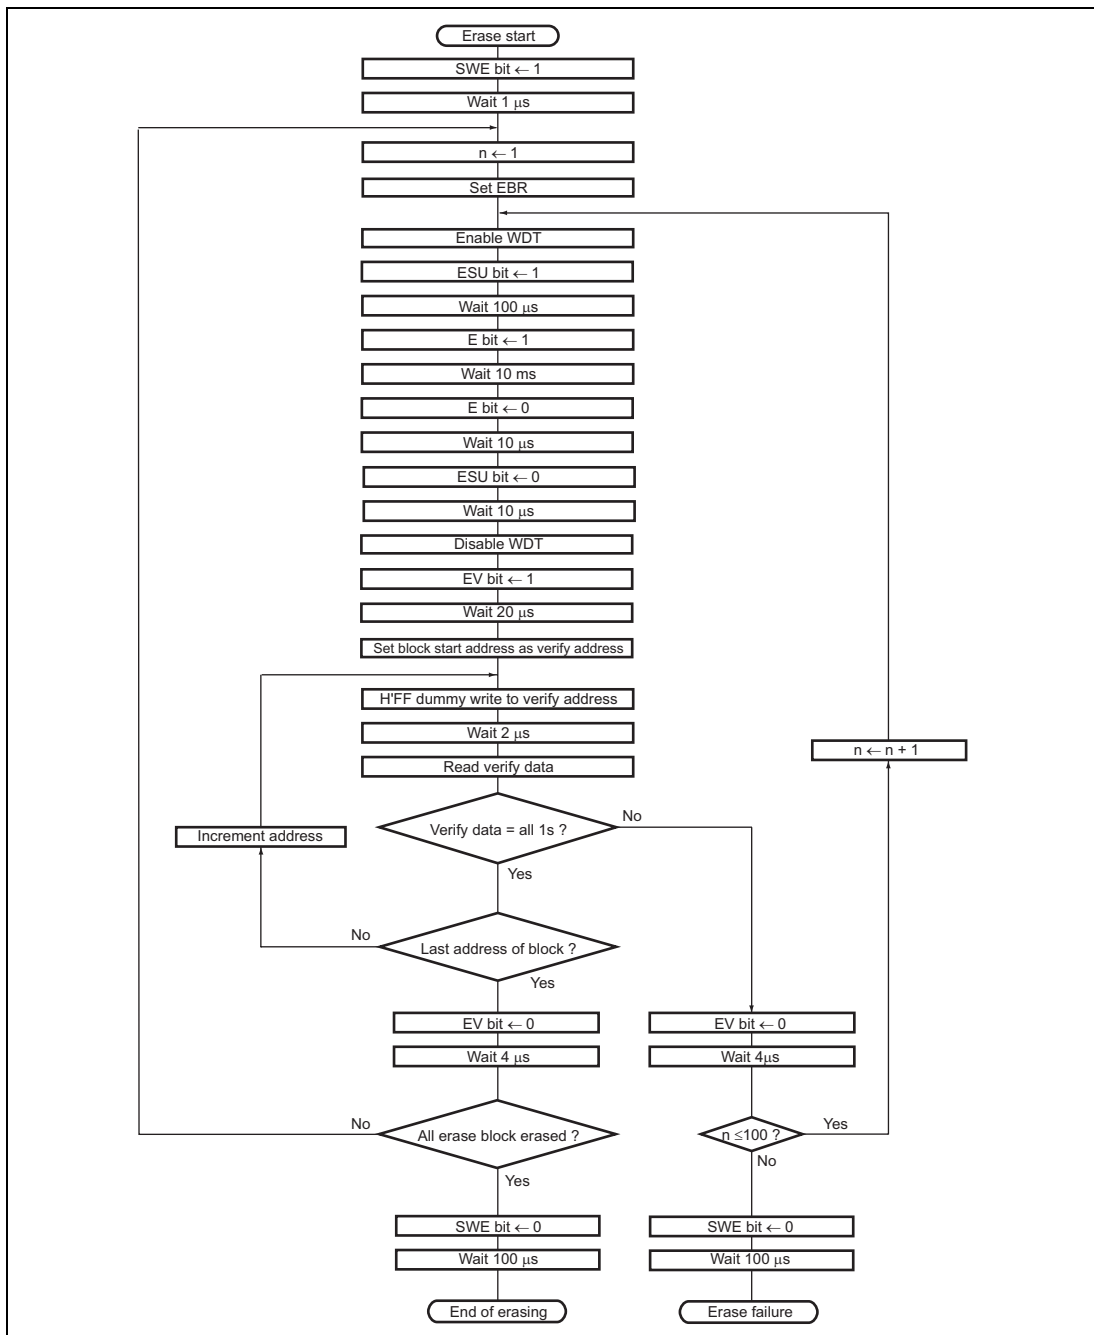 Erase start
SWE bit ← 1
Wait 1 μs
n ← 1
Set EBR
Enable WDT
ESU bit ← 1
Wait 100 μs
E bit ← 1
Wait 10 ms
E bit ← 0
Wait 10 μs
ESU bit ← 0
Wait 10 μs
Disable WDT
EV bit ← 1
Wait 20 μs
Set block start address as verify address
H'FF dummy write to verify address
Wait 2 μs
n ← n + 1
Read verify data
No
Verify data = all 1s ?
Increment address
Yes
No
Last address of block ?
Yes
EV bit ← 0
EV bit ← 0
Wait 4 μs
Wait 4μs
No
All erase block erased ?
Yes
n ≤100 ?
Yes
No
SWE bit ← 0
SWE bit ← 0
Wait 100 μs
Wait 100 μs
End of erasing
Erase failure